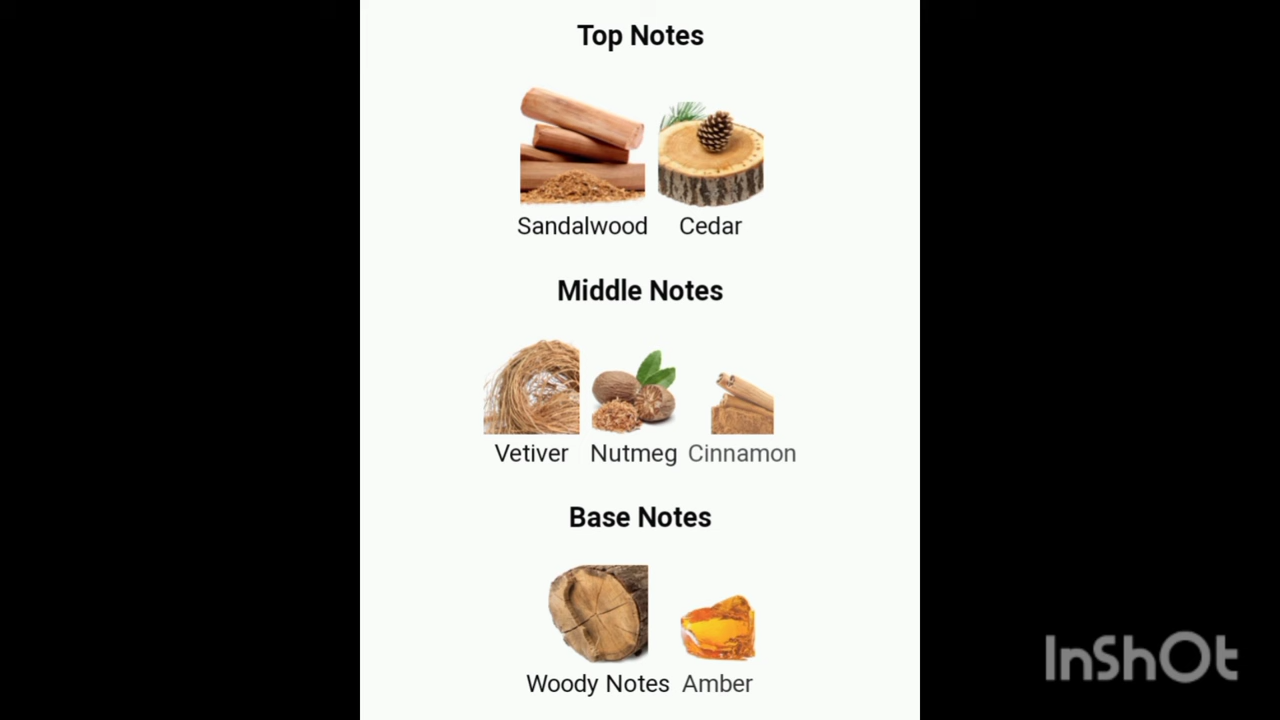 Top Notes
Sandalwood Cedar
Middle Notes
Vetiver Nutmeg Cinnamon
Base Notes
Woody Notes Amber
InShOt